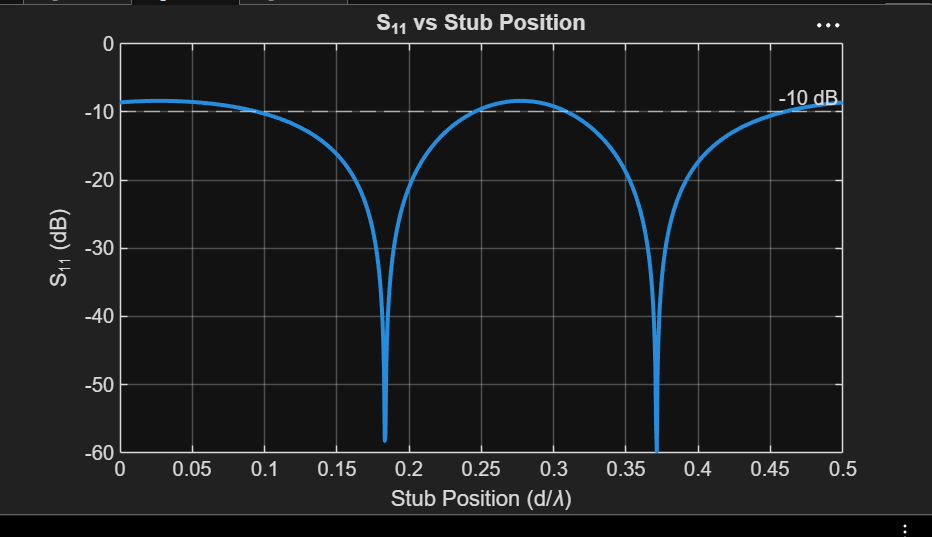 S₁₁ vs Stub Position
0
-10
-20
-30
-40
-50
-60
-10 dB
S₁₁ (dB)
0 0.05 0.1 0.15 0.2 0.25 0.3 0.35 0.4 0.45 0.5
Stub Position (d/λ)